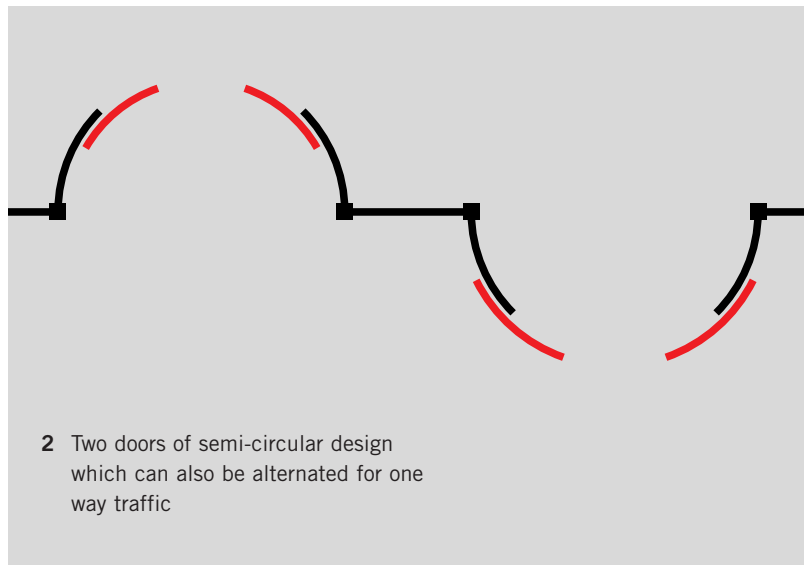 2 Two doors of semi-circular design
which can also be alternated for one
way traffic